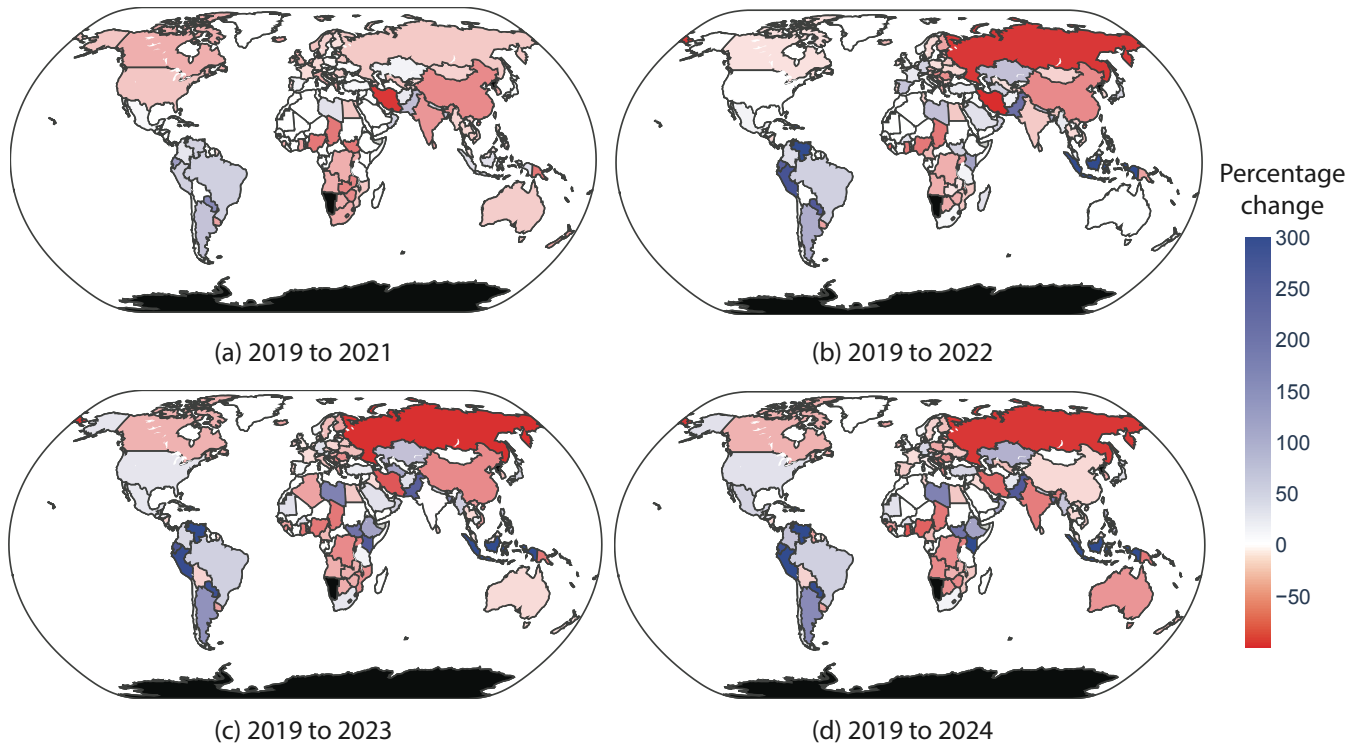 (a) 2019 to 2021
(b) 2019 to 2022
Percentage
change
300
250
200
150
100
50
0
−50
(c) 2019 to 2023
(d) 2019 to 2024